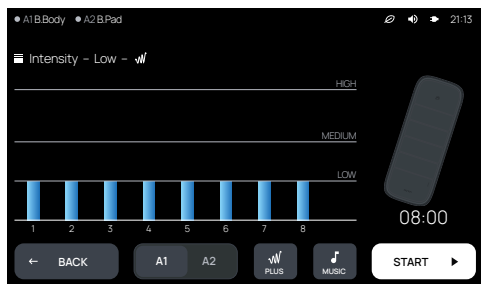 A1 B.Body A2 B.Pad 21:13
Intensity – Low –
HIGH
MEDIUM
LOW
1 2 3 4 5 6 7 8
08:00
← BACK A1 A2 PLUS MUSIC START